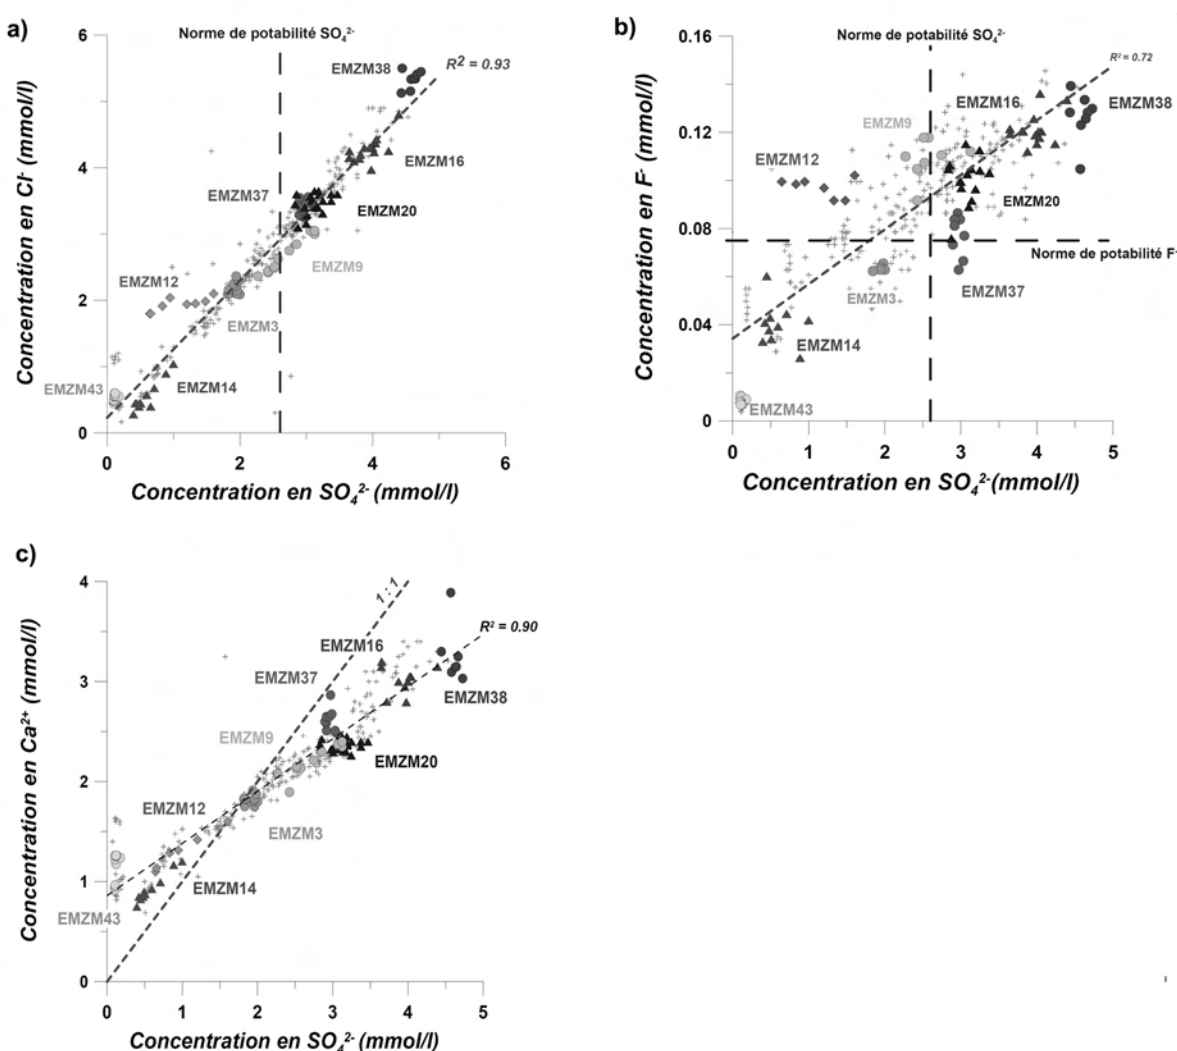 a)
Norme de potabilité SO₄²⁻
R² = 0.93
EMZM38
EMZM16
EMZM37
EMZM20
EMZM9
EMZM12
EMZM3
EMZM43
EMZM14
6
4
2
0
0
2
4
6
Concentration en Cl⁻ (mmol/l)
Concentration en SO₄²⁻ (mmol/l)
b)
Norme de potabilité SO₄²⁻
R² = 0.72
EMZM16
EMZM38
EMZM9
EMZM12
EMZM20
Norme de potabilité F⁻
EMZM3
EMZM37
EMZM14
EMZM43
0.16
0.12
0.08
0.04
0
0
1
2
3
4
5
Concentration en F⁻ (mmol/l)
Concentration en SO₄²⁻ (mmol/l)
c)
1 : 1
R² = 0.90
EMZM16
EMZM37
EMZM38
EMZM9
EMZM20
EMZM12
EMZM3
EMZM14
EMZM43
4
3
2
1
0
0
1
2
3
4
5
Concentration en Ca²⁺ (mmol/l)
Concentration en SO₄²⁻ (mmol/l)